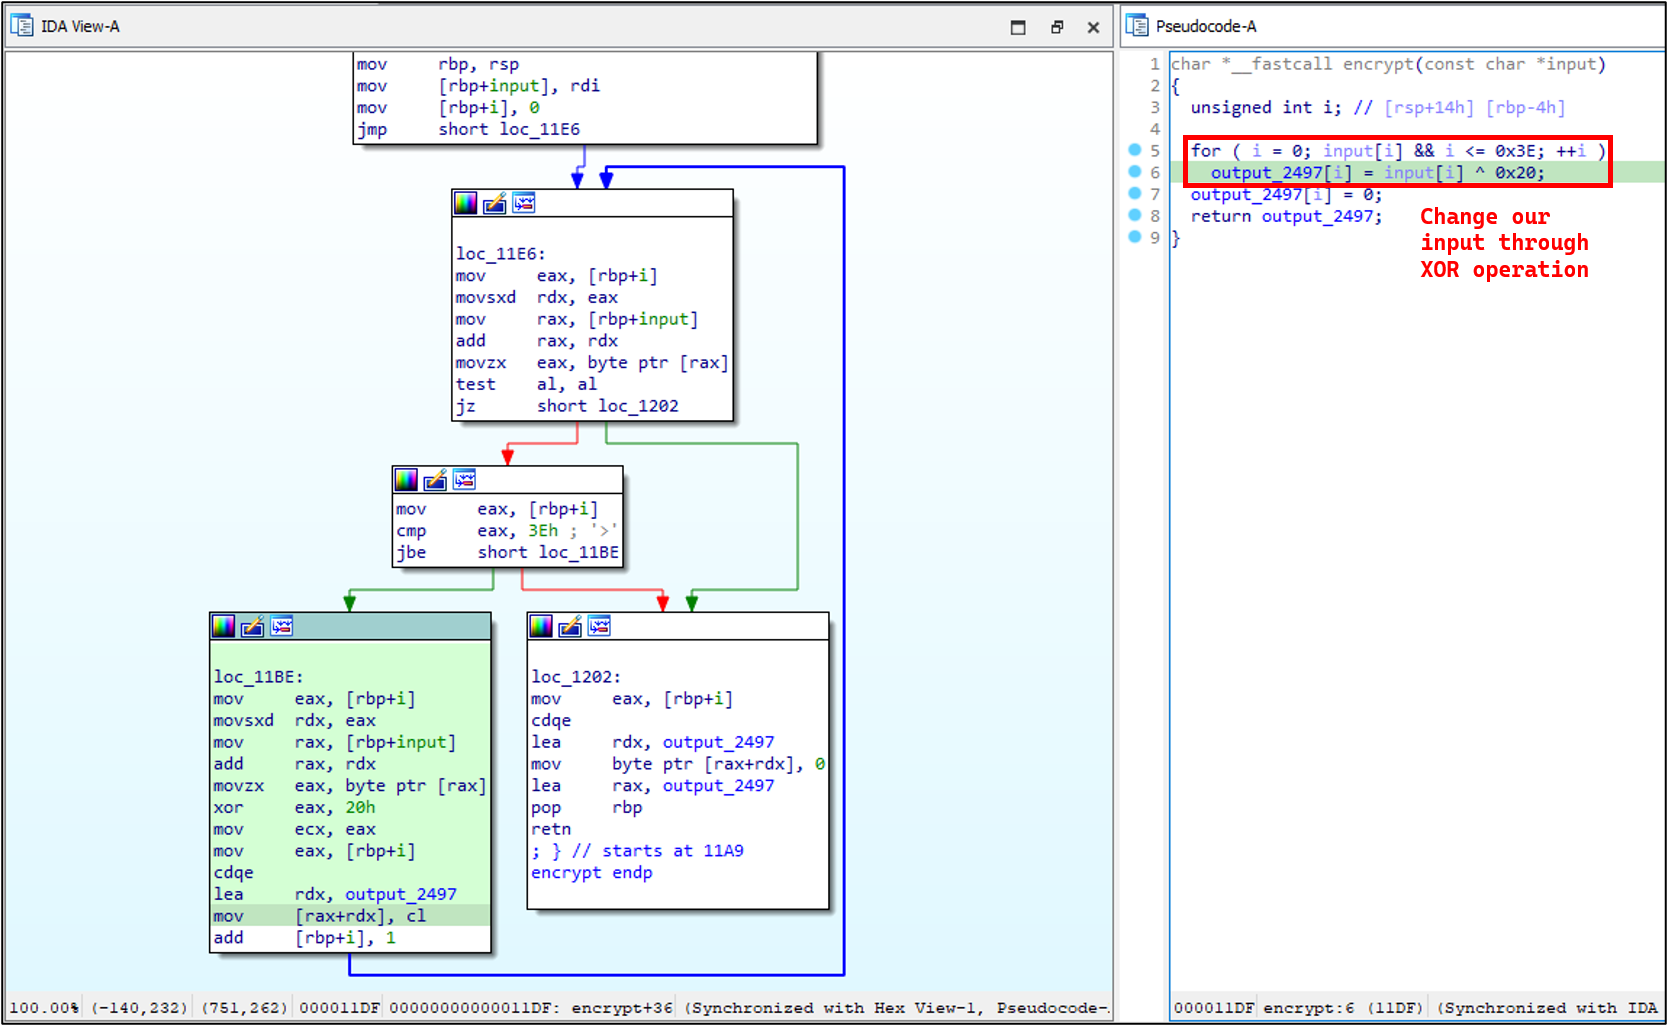 IDA View-A
mov rbp, rsp
mov [rbp+input], rdi
mov [rbp+i], 0
jmp short loc_11E6
loc_11E6:
mov eax, [rbp+i]
movsxd rdx, eax
mov rax, [rbp+input]
add rax, rdx
movzx eax, byte ptr [rax]
test al, al
jz short loc_1202
mov eax, [rbp+i]
cmp eax, 3Eh ; '>'
jbe short loc_11BE
loc_11BE:
mov eax, [rbp+i]
movsxd rdx, eax
mov rax, [rbp+input]
add rax, rdx
movzx eax, byte ptr [rax]
xor eax, 20h
mov ecx, eax
mov eax, [rbp+i]
cdqe
lea rdx, output_2497
mov [rax+rdx], cl
add [rbp+i], 1
loc_1202:
mov eax, [rbp+i]
cdqe
lea rdx, output_2497
mov byte ptr [rax+rdx], 0
lea rax, output_2497
pop rbp
retn
; } // starts at 11A9
encrypt endp
100.00% (-140,232) (751,262) 000011DF 00000000000011DF: encrypt+36 (Synchronized with Hex View-1, Pseudocode-
Pseudocode-A
1 char *__fastcall encrypt(const char *input)
2 {
3 unsigned int i; // [rsp+14h] [rbp-4h]
4
5 for ( i = 0; input[i] && i <= 0x3E; ++i )
6 output_2497[i] = input[i] ^ 0x20;
7 output_2497[i] = 0;
8 return output_2497;
9 }
Change our
input through
XOR operation
000011DF encrypt:6 (11DF) (Synchronized with IDA